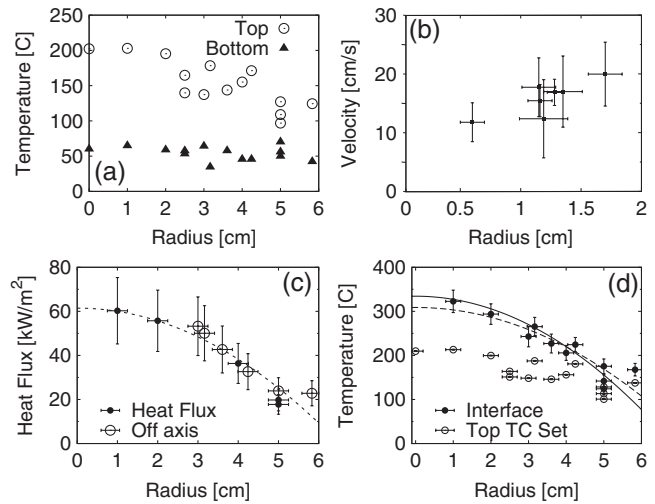 250
200
150
100
50
0
0 1 2 3 4 5 6
Temperature [C]
Radius [cm]
Top
Bottom
(a)
30
20
10
0
0 0.5 1 1.5 2
Velocity [cm/s]
Radius [cm]
(b)
80
60
40
20
0
0 1 2 3 4 5 6
Heat Flux [kW/m²]
Radius [cm]
(c)
Heat Flux
Off axis
400
300
200
100
0
0 1 2 3 4 5 6
Temperature [C]
Radius [cm]
(d)
Interface
Top TC Set